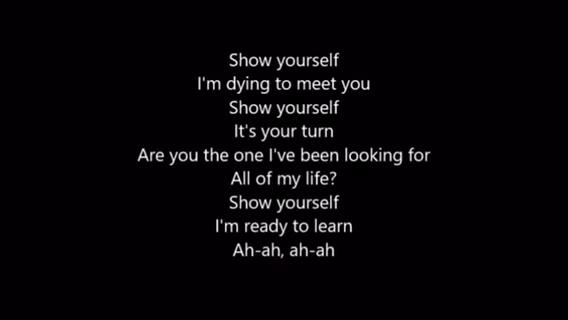 Show yourself
I'm dying to meet you
Show yourself
It's your turn
Are you the one I've been looking for
All of my life?
Show yourself
I'm ready to learn
Ah-ah, ah-ah